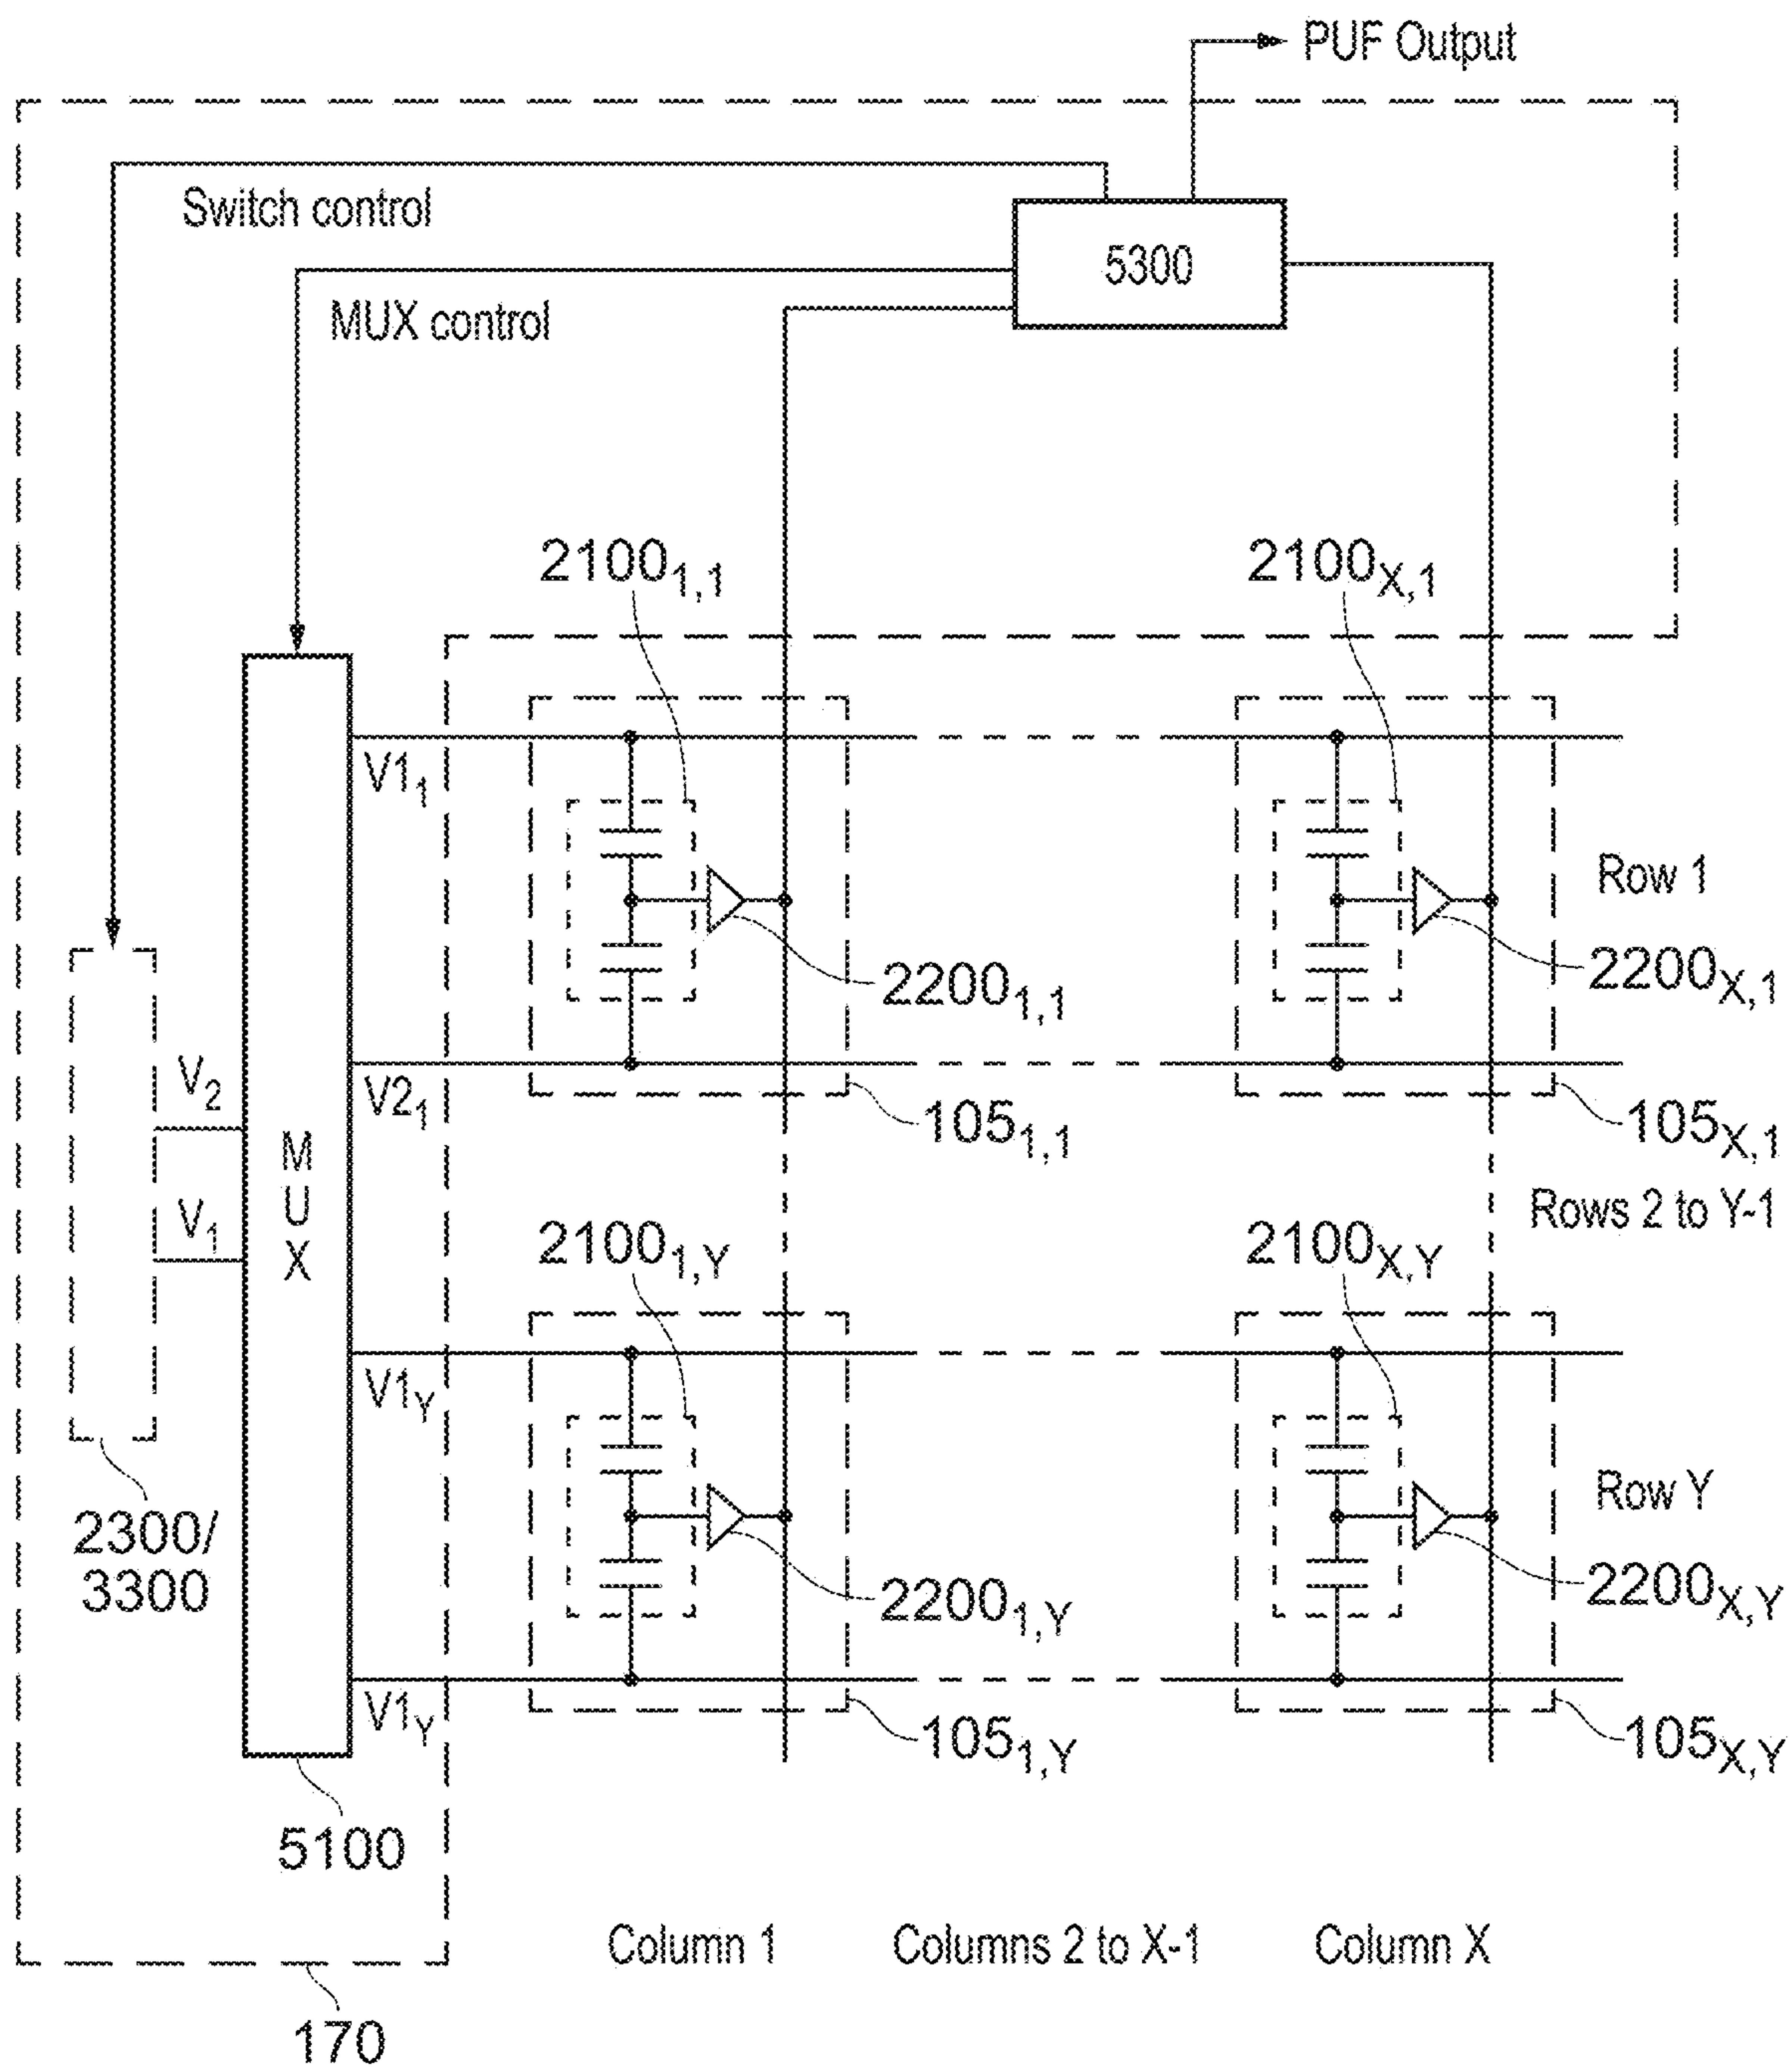 PUF Output
Switch control
5300
MUX control
21001,1
2100X,1
V11
Row 1
22001,1
2200X,1
V2
V21
1051,1
105X,1
MUX
V1
Rows 2 to Y-1
21001,Y
2100X,Y
V1Y
Row Y
2300/
3300
22001,Y
2200X,Y
V1Y
1051,Y
105X,Y
5100
Column 1
Columns 2 to X-1
Column X
170